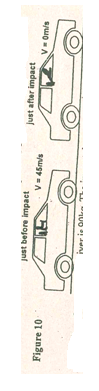 Figure 10
just before impact
V = 45m/s
just after impact
V = 0m/s